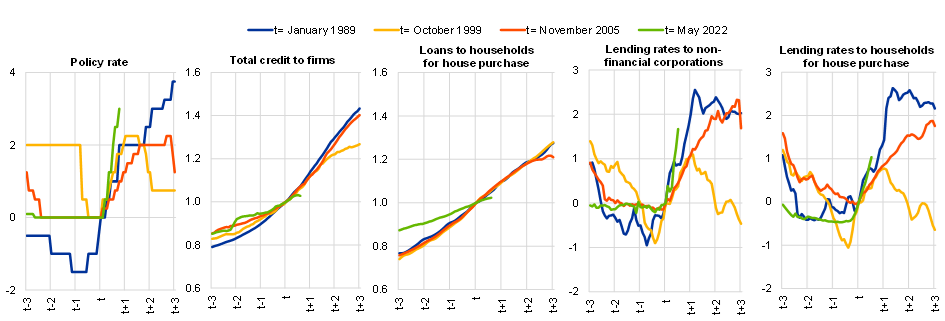 t= January 1989 t= October 1999 t= November 2005 t= May 2022
Policy rate
4
2
0
-2
t-3 t-2 t-1 t t+1 t+2 t+3
Total credit to firms
1.6
1.4
1.2
1.0
0.8
0.6
t-3 t-2 t-1 t t+1 t+2 t+3
Loans to households
for house purchase
1.6
1.4
1.2
1.0
0.8
0.6
t-3 t-2 t-1 t t+1 t+2 t+3
Lending rates to non-
financial corporations
3
2
1
0
-1
-2
t-3 t-2 t-1 t t+1 t+2 t+3
Lending rates to households
for house purchase
3
2
1
0
-1
-2
t-3 t-2 t-1 t t+1 t+2 t+3